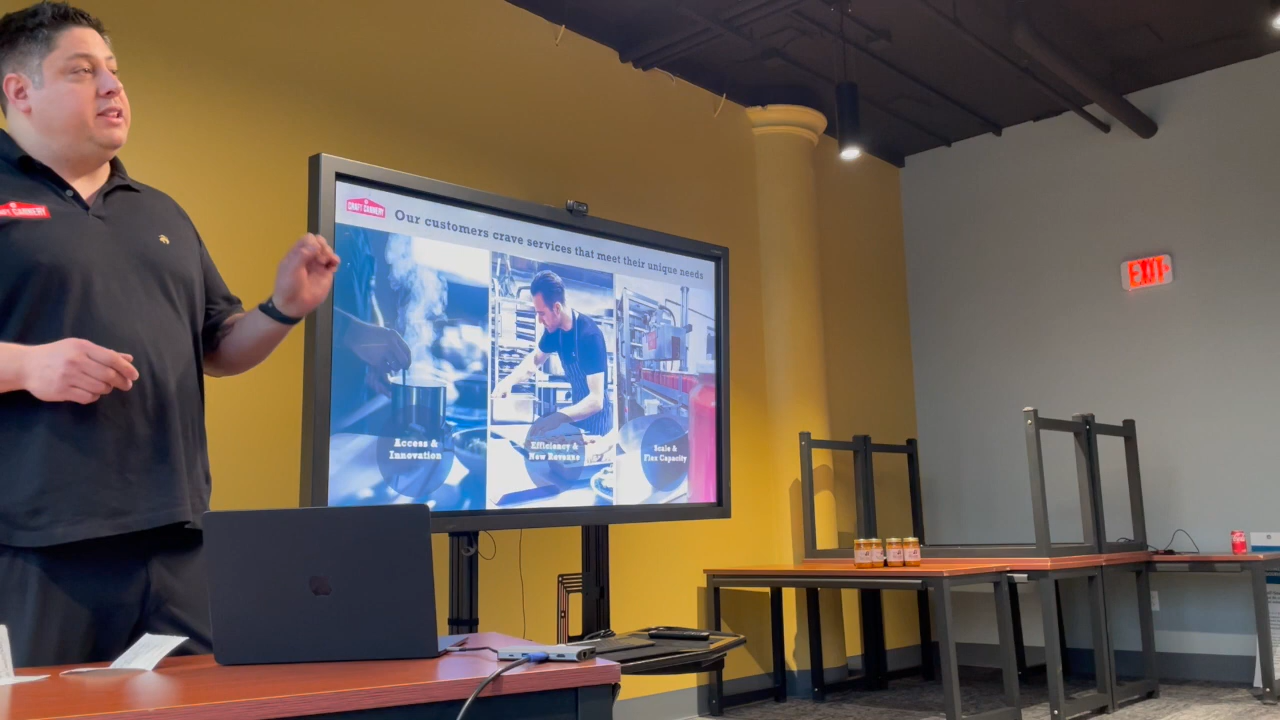 CRAFT CANNERY
Our customers crave services that meet their unique needs
Access &
Innovation
Efficiency &
New Revenue
Scale &
Flex Capacity
EXIT
CANNERY